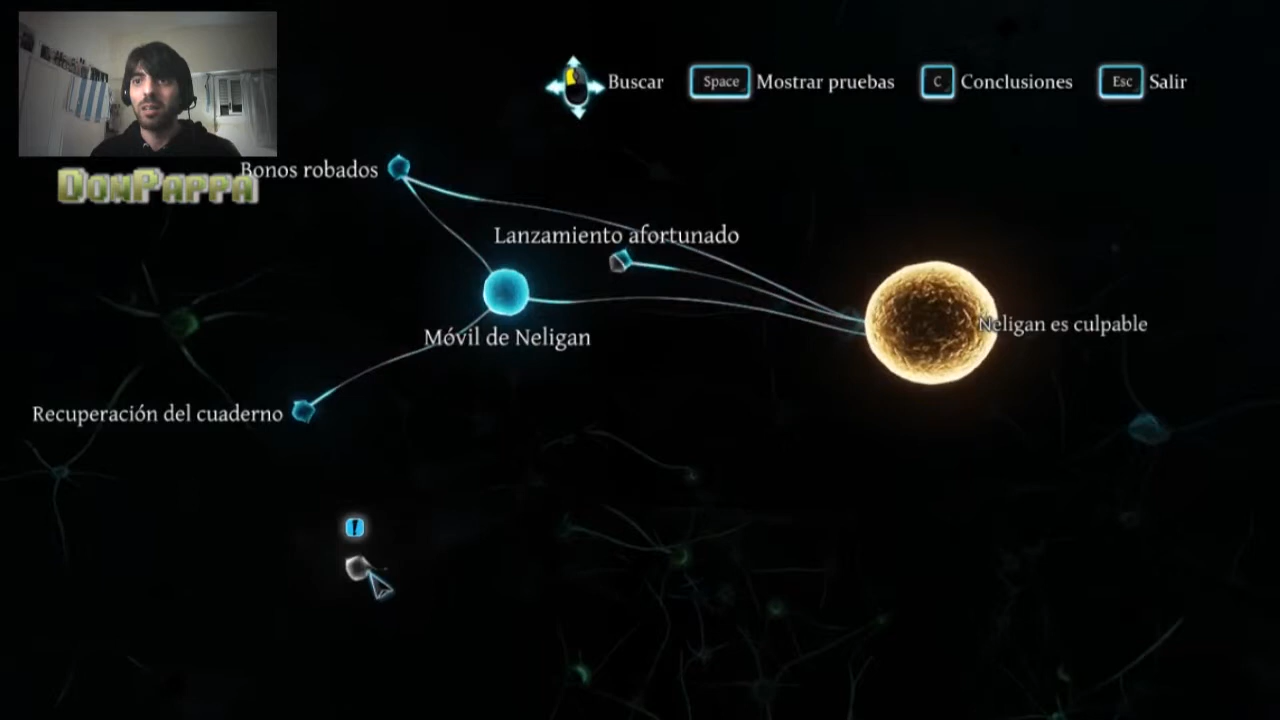 Buscar
Space Mostrar pruebas
C Conclusiones
Esc Salir
DonPappa
Bonos robados
Lanzamiento afortunado
Móvil de Neligan
Neligan es culpable
Recuperación del cuaderno
!